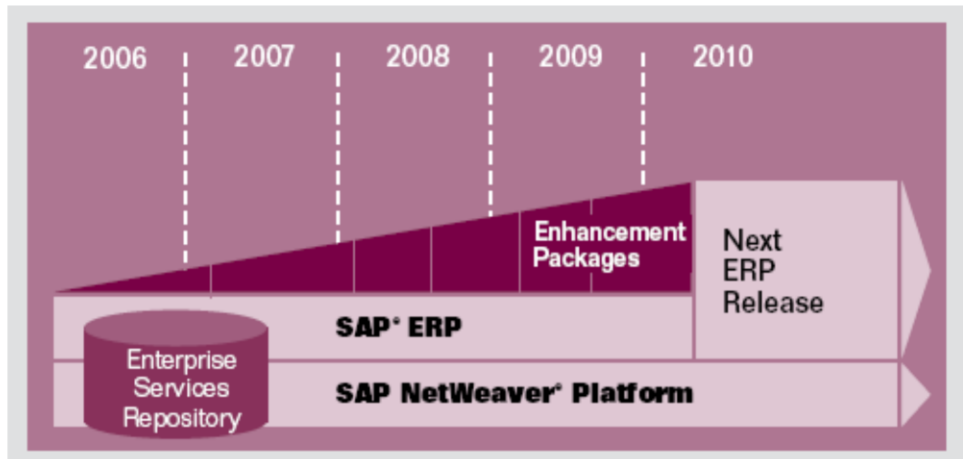 2006 2007 2008 2009 2010
Enhancement
Packages
Next
ERP
Release
SAP® ERP
Enterprise
Services
Repository
SAP NetWeaver® Platform